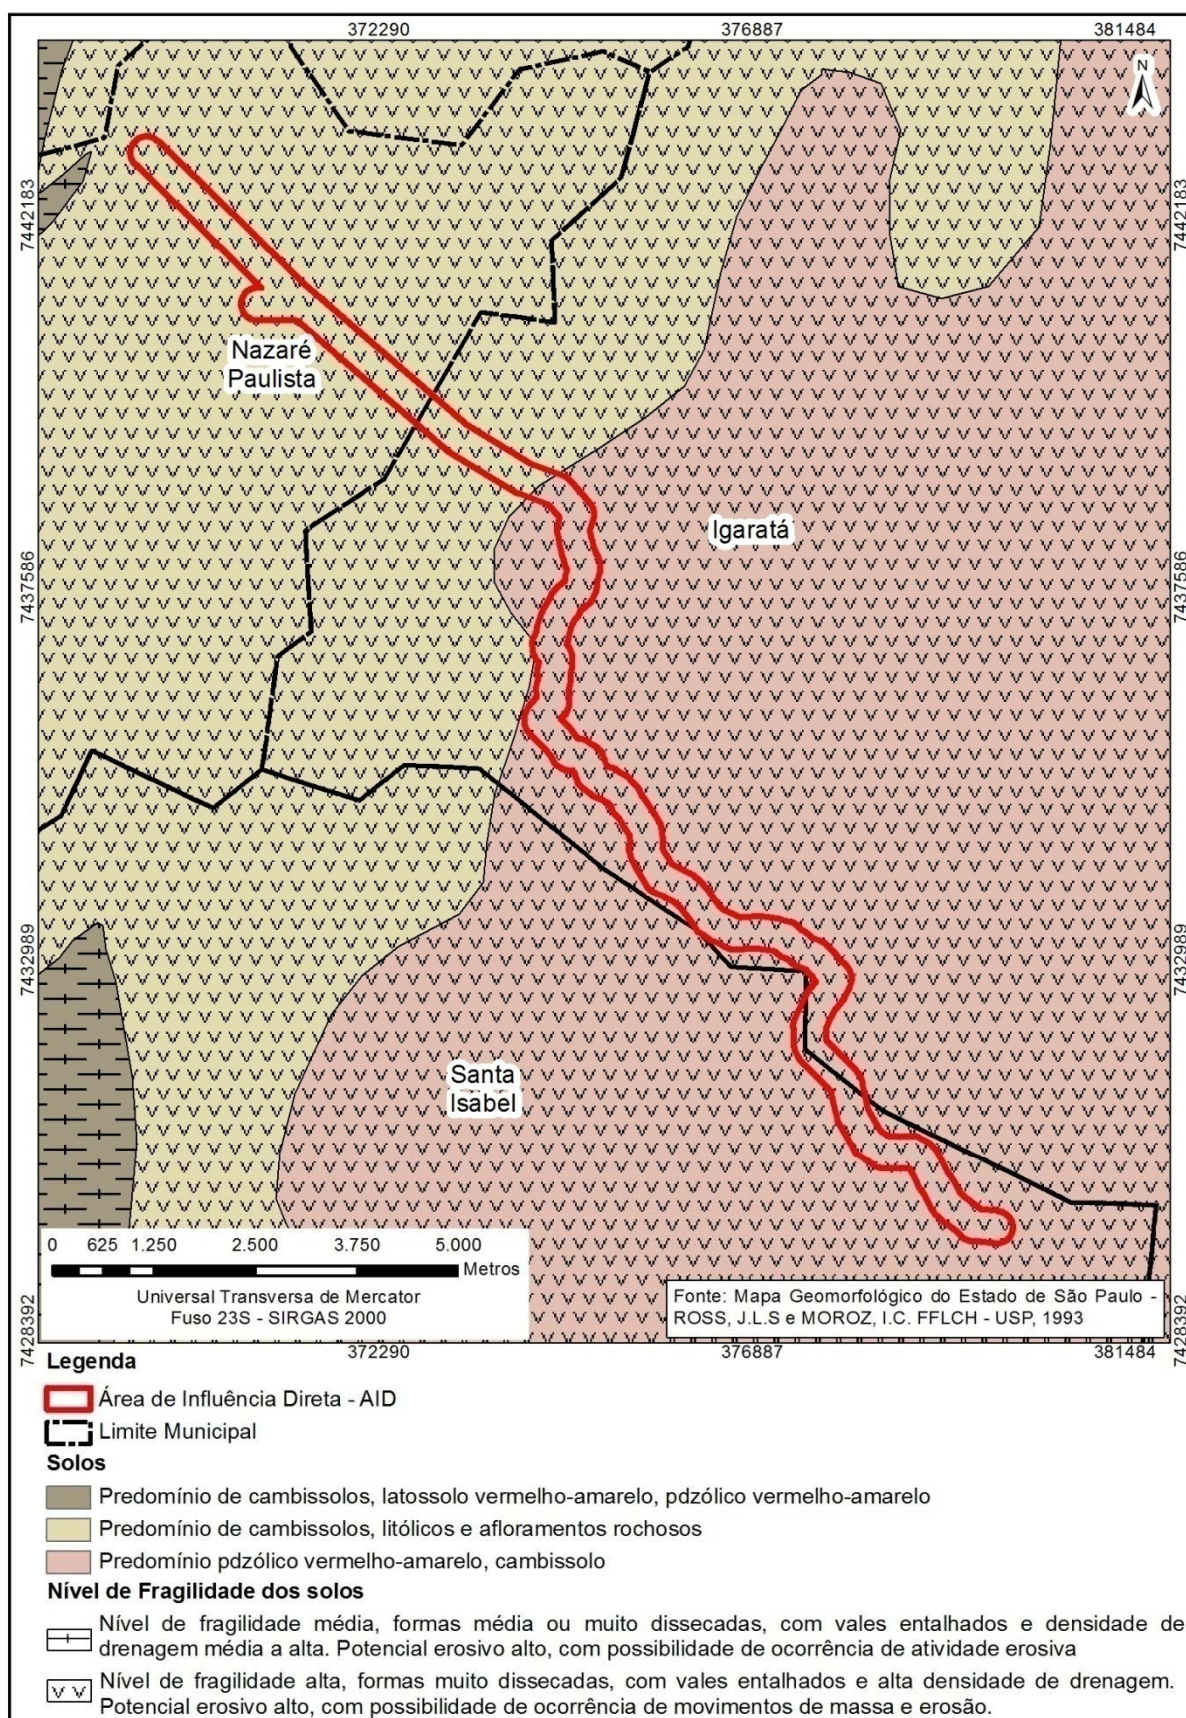 372290
376887
381484
N
7442183
7442183
Nazaré
Paulista
Igaratá
7437586
7437586
7432989
7432989
Santa
Isabel
0 625 1.250 2.500 3.750 5.000
Metros
Universal Transversa de Mercator
Fuso 23S - SIRGAS 2000
Fonte: Mapa Geomorfológico do Estado de São Paulo -
ROSS, J.L.S e MOROZ, I.C. FFLCH - USP, 1993
7428392
7428392
372290
376887
381484
Legenda
Área de Influência Direta - AID
Limite Municipal
Solos
Predomínio de cambissolos, latossolo vermelho-amarelo, pdzólico vermelho-amarelo
Predomínio de cambissolos, litólicos e afloramentos rochosos
Predomínio pdzólico vermelho-amarelo, cambissolo
Nível de Fragilidade dos solos
Nível de fragilidade média, formas média ou muito dissecadas, com vales entalhados e densidade de
drenagem média a alta. Potencial erosivo alto, com possibilidade de ocorrência de atividade erosiva
Nível de fragilidade alta, formas muito dissecadas, com vales entalhados e alta densidade de drenagem.
Potencial erosivo alto, com possibilidade de ocorrência de movimentos de massa e erosão.